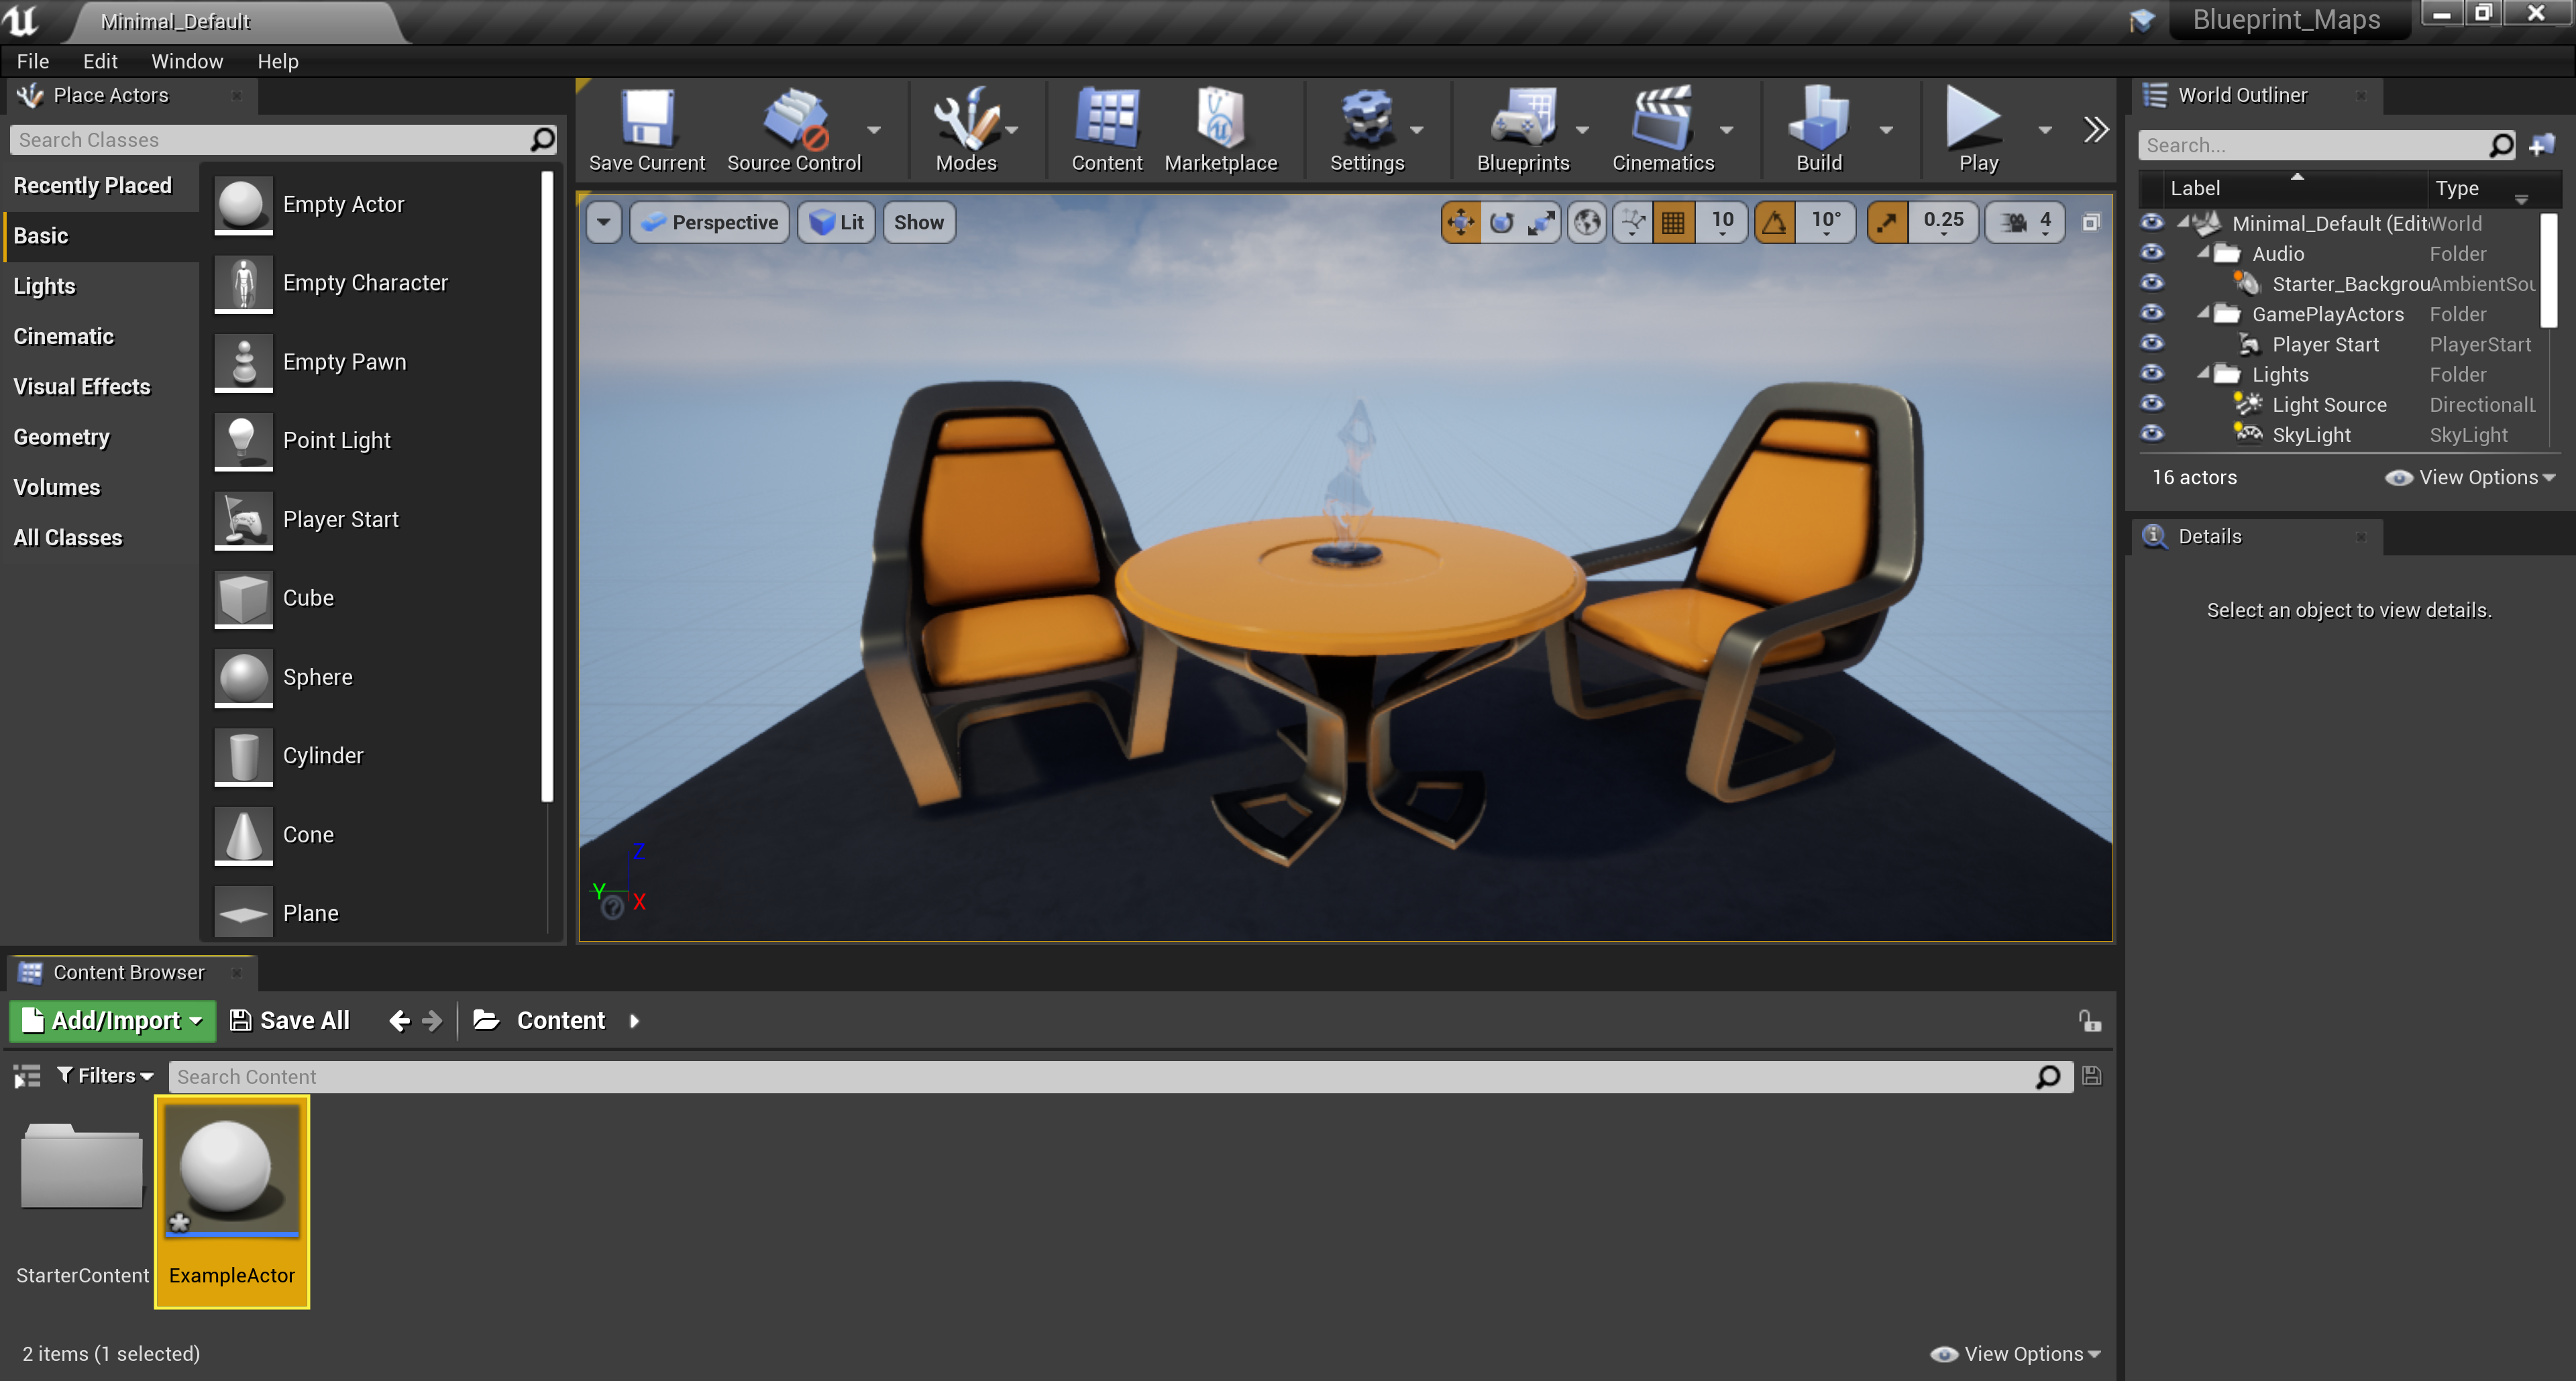 Minimal_Default
Blueprint_Maps
File Edit Window Help
Place Actors
Search Classes
Recently Placed
Basic
Lights
Cinematic
Visual Effects
Geometry
Volumes
All Classes
Empty Actor
Empty Character
Empty Pawn
Point Light
Player Start
Cube
Sphere
Cylinder
Cone
Plane
Save Current Source Control Modes Content Marketplace Settings Blueprints Cinematics Build Play
Perspective Lit Show 10 10° 0.25 4
Z
Y
X
World Outliner
Search...
Label Type
Minimal_Default (Edit World
Audio Folder
Starter_Backgrou AmbientSou
GamePlayActors Folder
Player Start PlayerStart
Lights Folder
Light Source DirectionalL
SkyLight SkyLight
16 actors View Options
Details
Select an object to view details.
Content Browser
Add/Import Save All Content
Filters Search Content
StarterContent ExampleActor
2 items (1 selected) View Options